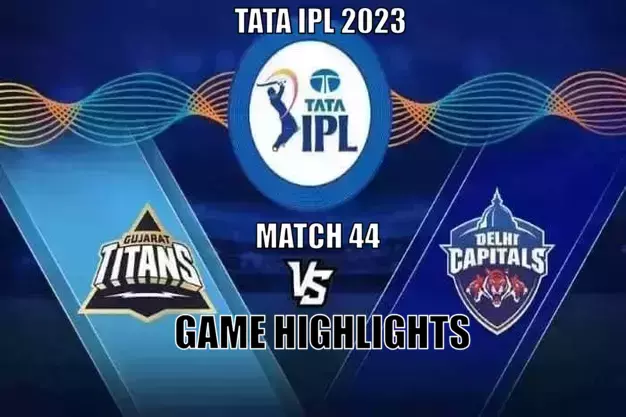 TATA IPL 2023
TATA
IPL
MATCH 44
GUJARAT
TITANS
VS
DELHI
CAPITALS
GAME HIGHLIGHTS